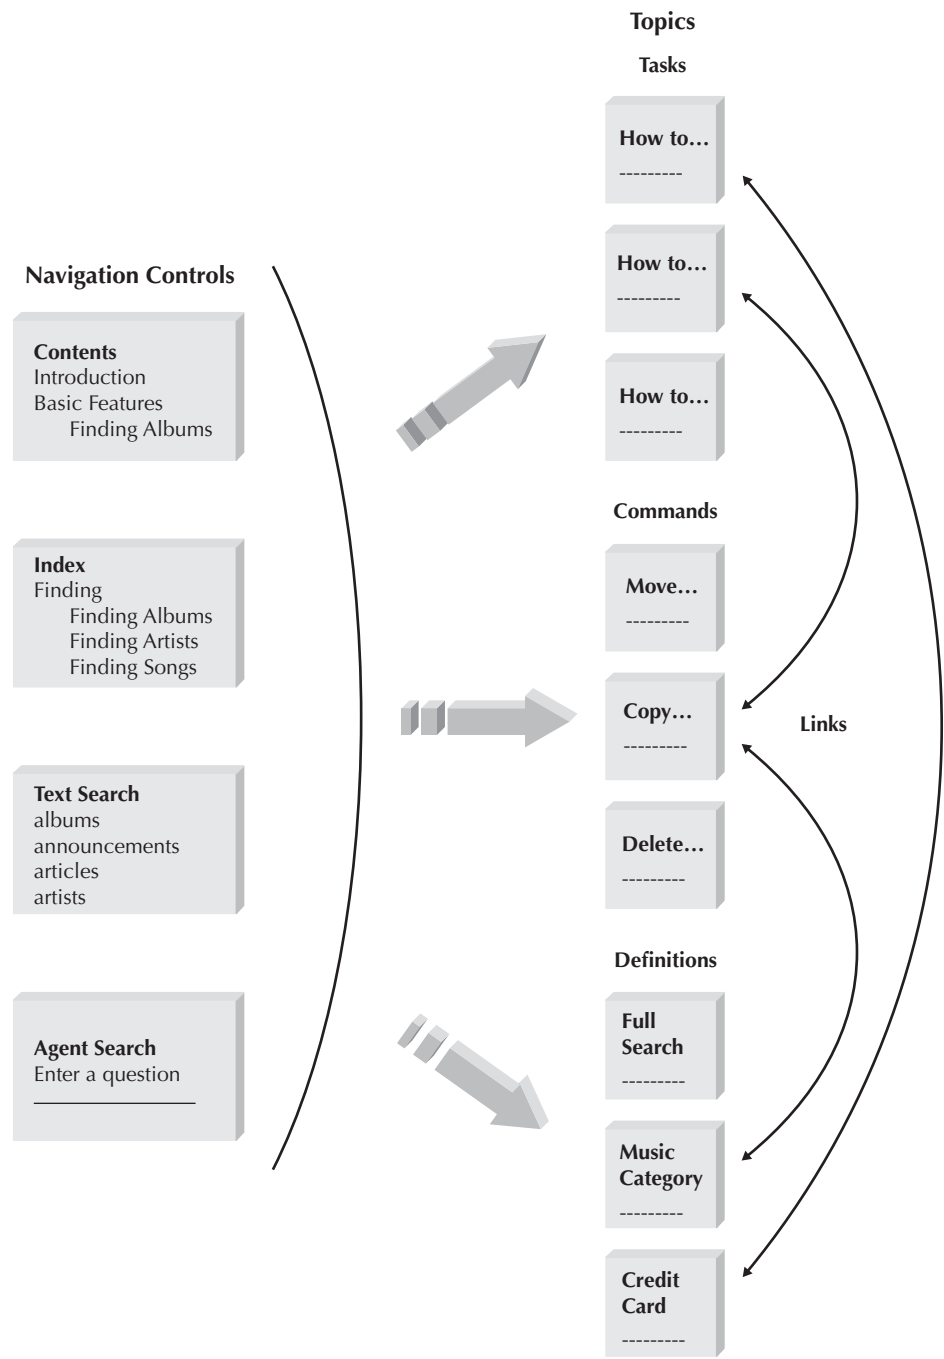 Navigation Controls
Contents
Introduction
Basic Features
Finding Albums
Index
Finding
Finding Albums
Finding Artists
Finding Songs
Text Search
albums
announcements
articles
artists
Agent Search
Enter a question
Topics
Tasks
How to…
---------
How to…
---------
How to…
---------
Commands
Move…
---------
Copy…
---------
Delete…
---------
Definitions
Full
Search
---------
Music
Category
---------
Credit
Card
---------
Links